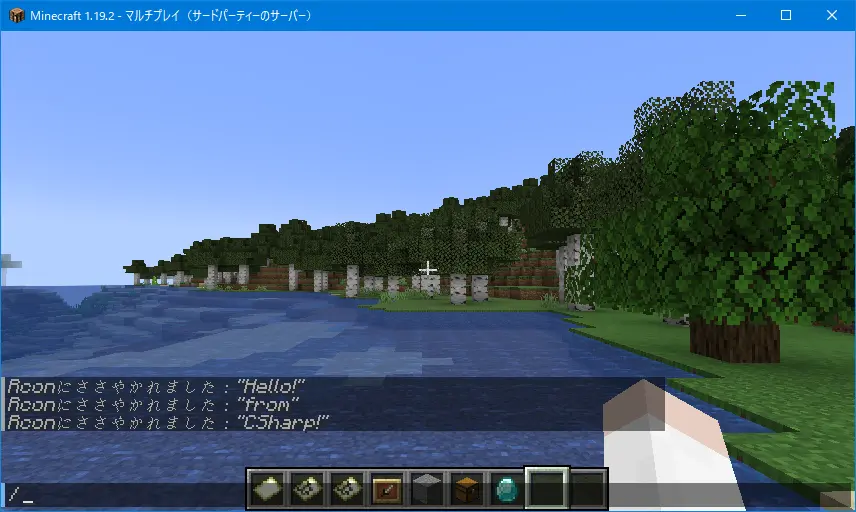 Minecraft 1.19.2 - マルチプレイ（サードパーティーのサーバー）
Rconにささやかれました："Hello!"
Rconにささやかれました："from"
Rconにささやかれました："CSharp!"
/_